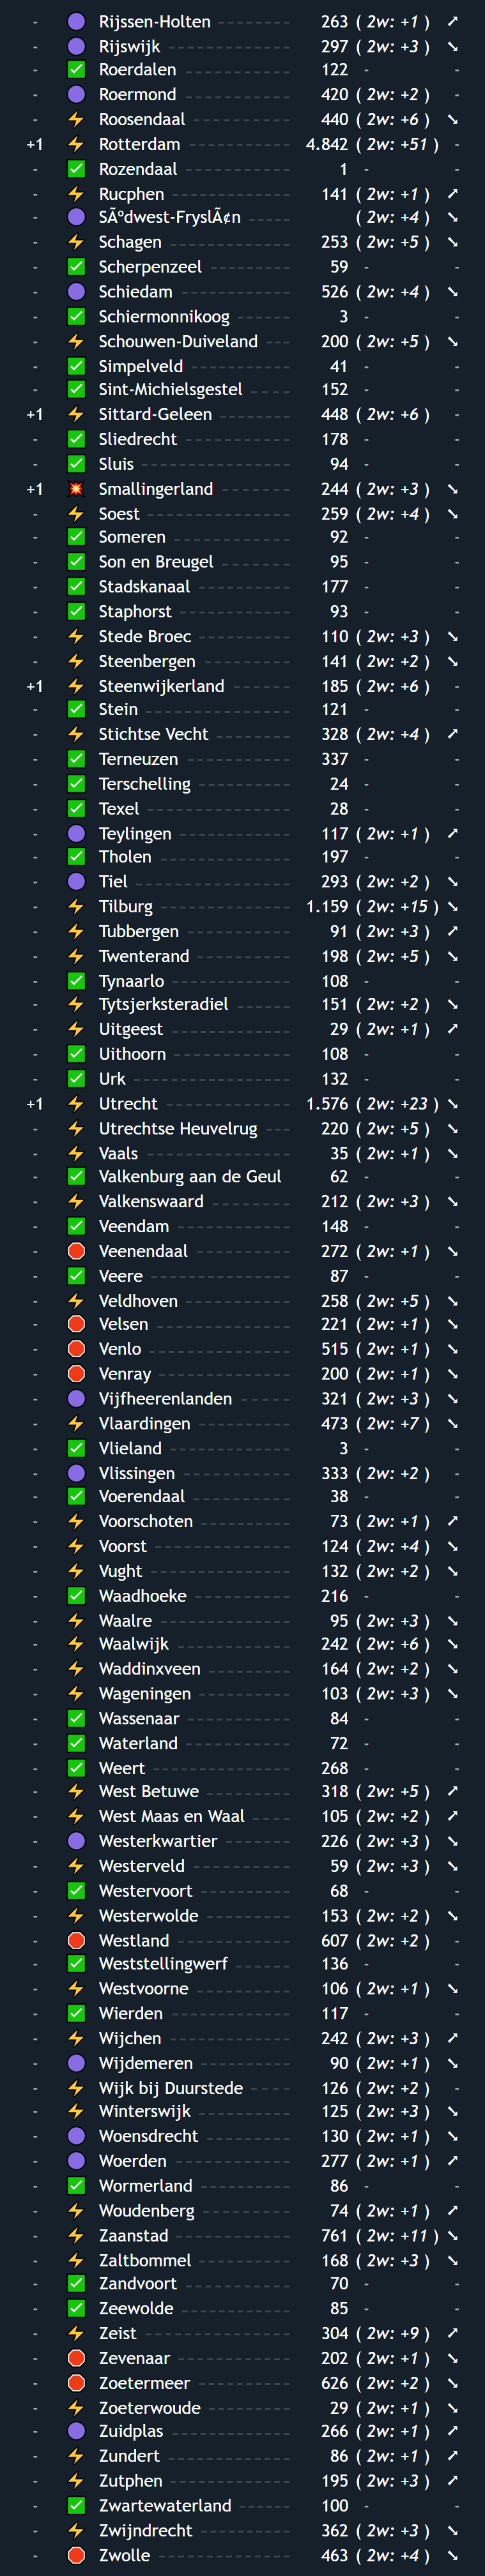 - Rijssen-Holten 263 ( 2w: +1 ) ➚
- Rijswijk 297 ( 2w: +3 ) ➘
- Roerdalen 122 - -
- Roermond 420 ( 2w: +2 ) -
- Roosendaal 440 ( 2w: +6 ) ➘
+1 Rotterdam 4.842 ( 2w: +51 ) -
- Rozendaal 1 - -
- Rucphen 141 ( 2w: +1 ) ➚
- SÃºdwest-FryslÃ¢n ( 2w: +4 ) ➘
- Schagen 253 ( 2w: +5 ) ➘
- Scherpenzeel 59 - -
- Schiedam 526 ( 2w: +4 ) ➘
- Schiermonnikoog 3 - -
- Schouwen-Duiveland 200 ( 2w: +5 ) ➘
- Simpelveld 41 - -
- Sint-Michielsgestel 152 - -
+1 Sittard-Geleen 448 ( 2w: +6 ) -
- Sliedrecht 178 - -
- Sluis 94 - -
+1 Smallingerland 244 ( 2w: +3 ) ➘
- Soest 259 ( 2w: +4 ) ➘
- Someren 92 - -
- Son en Breugel 95 - -
- Stadskanaal 177 - -
- Staphorst 93 - -
- Stede Broec 110 ( 2w: +3 ) ➘
- Steenbergen 141 ( 2w: +2 ) ➘
+1 Steenwijkerland 185 ( 2w: +6 ) -
- Stein 121 - -
- Stichtse Vecht 328 ( 2w: +4 ) ➚
- Terneuzen 337 - -
- Terschelling 24 - -
- Texel 28 - -
- Teylingen 117 ( 2w: +1 ) ➚
- Tholen 197 - -
- Tiel 293 ( 2w: +2 ) ➘
- Tilburg 1.159 ( 2w: +15 ) ➘
- Tubbergen 91 ( 2w: +3 ) ➚
- Twenterand 198 ( 2w: +5 ) ➘
- Tynaarlo 108 - -
- Tytsjerksteradiel 151 ( 2w: +2 ) ➘
- Uitgeest 29 ( 2w: +1 ) ➚
- Uithoorn 108 - -
- Urk 132 - -
+1 Utrecht 1.576 ( 2w: +23 ) ➘
- Utrechtse Heuvelrug 220 ( 2w: +5 ) ➘
- Vaals 35 ( 2w: +1 ) ➘
- Valkenburg aan de Geul 62 - -
- Valkenswaard 212 ( 2w: +3 ) ➘
- Veendam 148 - -
- Veenendaal 272 ( 2w: +1 ) ➘
- Veere 87 - -
- Veldhoven 258 ( 2w: +5 ) ➘
- Velsen 221 ( 2w: +1 ) ➘
- Venlo 515 ( 2w: +1 ) ➘
- Venray 200 ( 2w: +1 ) ➘
- Vijfheerenlanden 321 ( 2w: +3 ) ➘
- Vlaardingen 473 ( 2w: +7 ) ➘
- Vlieland 3 - -
- Vlissingen 333 ( 2w: +2 ) -
- Voerendaal 38 - -
- Voorschoten 73 ( 2w: +1 ) ➚
- Voorst 124 ( 2w: +4 ) ➘
- Vught 132 ( 2w: +2 ) ➘
- Waadhoeke 216 - -
- Waalre 95 ( 2w: +3 ) ➘
- Waalwijk 242 ( 2w: +6 ) ➘
- Waddinxveen 164 ( 2w: +2 ) ➘
- Wageningen 103 ( 2w: +3 ) ➘
- Wassenaar 84 - -
- Waterland 72 - -
- Weert 268 - -
- West Betuwe 318 ( 2w: +5 ) ➚
- West Maas en Waal 105 ( 2w: +2 ) ➚
- Westerkwartier 226 ( 2w: +3 ) ➘
- Westerveld 59 ( 2w: +3 ) ➘
- Westervoort 68 - -
- Westerwolde 153 ( 2w: +2 ) ➘
- Westland 607 ( 2w: +2 ) -
- Weststellingwerf 136 - -
- Westvoorne 106 ( 2w: +1 ) ➘
- Wierden 117 - -
- Wijchen 242 ( 2w: +3 ) ➚
- Wijdemeren 90 ( 2w: +1 ) ➘
- Wijk bij Duurstede 126 ( 2w: +2 ) -
- Winterswijk 125 ( 2w: +3 ) ➘
- Woensdrecht 130 ( 2w: +1 ) ➘
- Woerden 277 ( 2w: +1 ) ➚
- Wormerland 86 - -
- Woudenberg 74 ( 2w: +1 ) ➚
- Zaanstad 761 ( 2w: +11 ) ➘
- Zaltbommel 168 ( 2w: +3 ) ➘
- Zandvoort 70 - -
- Zeewolde 85 - -
- Zeist 304 ( 2w: +9 ) ➚
- Zevenaar 202 ( 2w: +1 ) ➘
- Zoetermeer 626 ( 2w: +2 ) ➘
- Zoeterwoude 29 ( 2w: +1 ) ➘
- Zuidplas 266 ( 2w: +1 ) ➚
- Zundert 86 ( 2w: +1 ) ➚
- Zutphen 195 ( 2w: +3 ) ➚
- Zwartewaterland 100 - -
- Zwijndrecht 362 ( 2w: +3 ) ➘
- Zwolle 463 ( 2w: +4 ) ➘